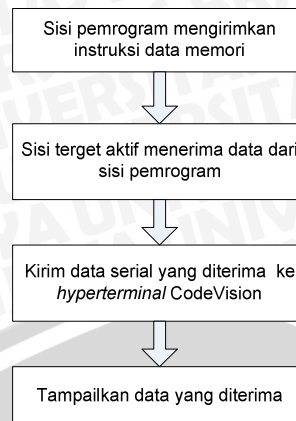 Sisi pemrogram mengirimkan
instruksi data memori
Sisi terget aktif menerima data dari
sisi pemrogram
Kirim data serial yang diterima ke
hyperterminal CodeVision
Tampilkan data yang diterima